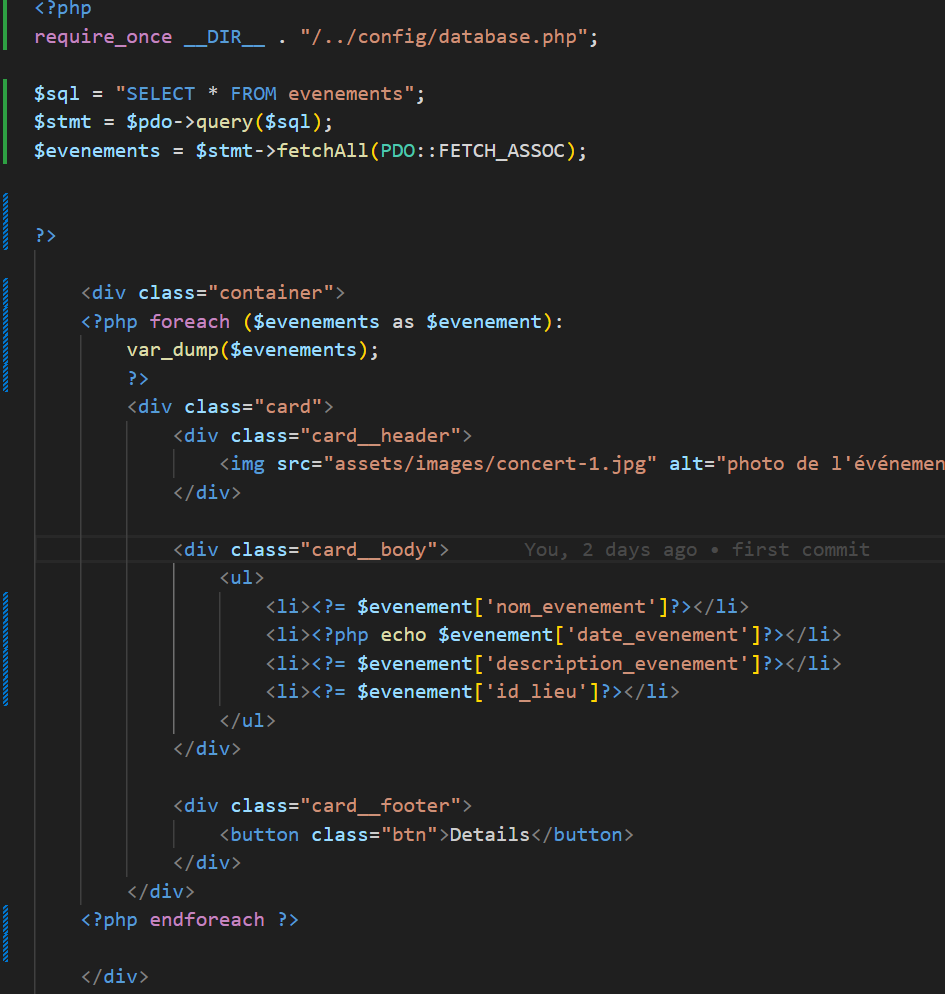 <?php
require_once __DIR__ . "/../config/database.php";
$sql = "SELECT * FROM evenements";
$stmt = $pdo->query($sql);
$evenements = $stmt->fetchAll(PDO::FETCH_ASSOC);
?>
<div class="container">
<?php foreach ($evenements as $evenement):
var_dump($evenements);
?>
<div class="card">
<div class="card__header">
<img src="assets/images/concert-1.jpg" alt="photo de l'événemen
</div>
<div class="card__body"> You, 2 days ago • first commit
<ul>
<li><?= $evenement['nom_evenement']?></li>
<li><?php echo $evenement['date_evenement']?></li>
<li><?= $evenement['description_evenement']?></li>
<li><?= $evenement['id_lieu']?></li>
</ul>
</div>
<div class="card__footer">
<button class="btn">Details</button>
</div>
</div>
<?php endforeach ?>
</div>